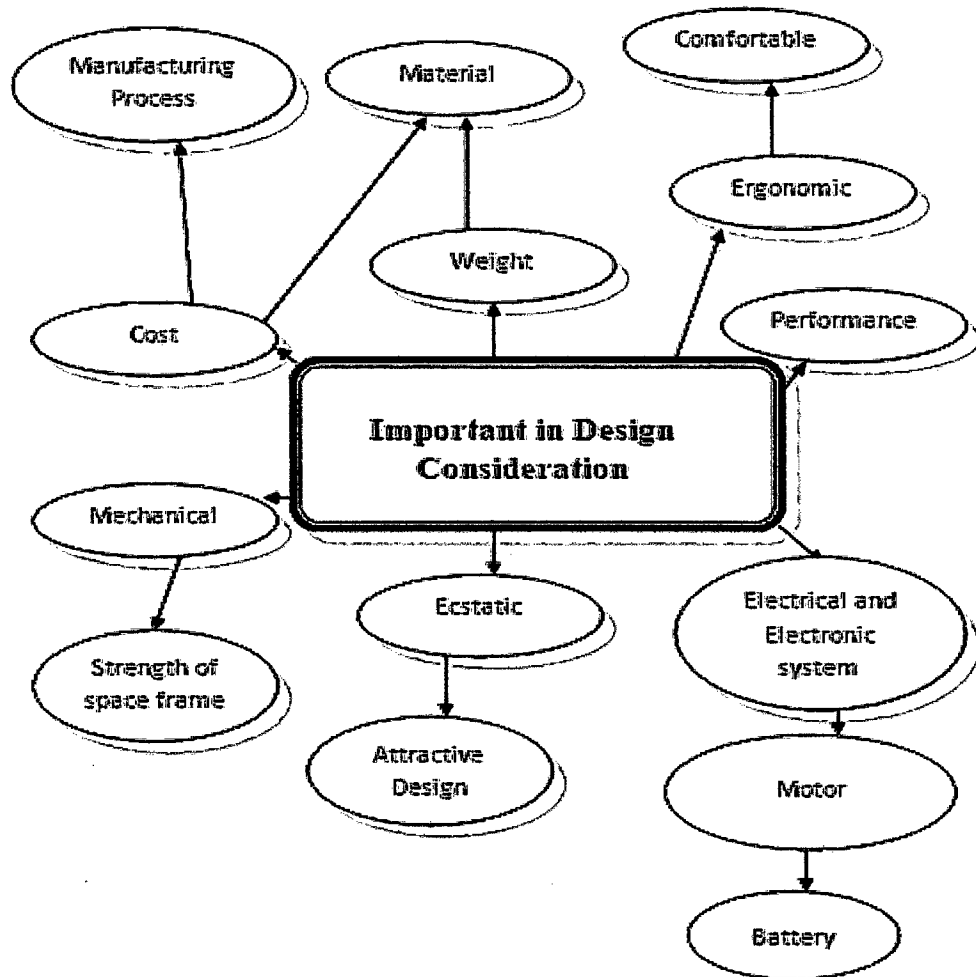 Comfortable
Manufacturing
Process
Material
Ergonomic
Weight
Performance
Cost
Important in Design
Consideration
Mechanical
Ecstatic
Electrical and
Electronic
system
Strength of
space frame
Attractive
Design
Motor
Battery